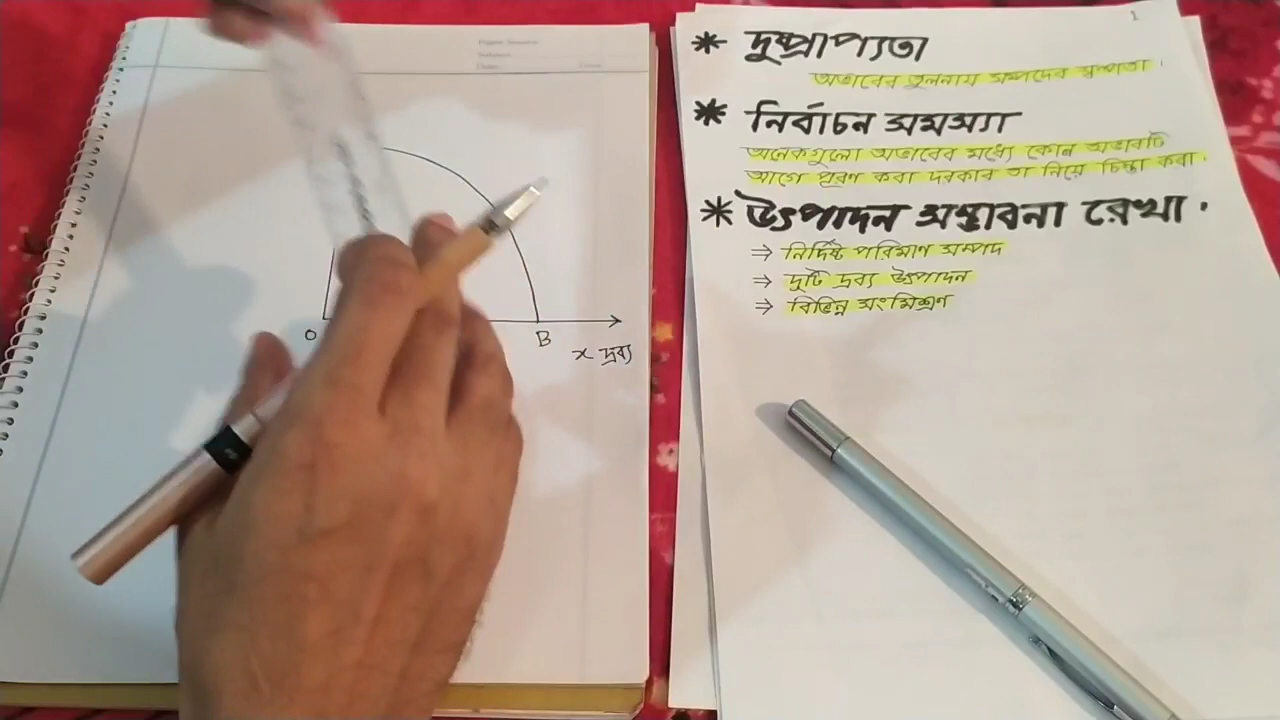 1
* দুষ্প্রাপ্যতা
অভাবের তুলনায় সম্পদের স্বল্পতা।
* নির্বাচন সমস্যা
অনেকগুলো অভাবের মধ্যে কোন অভাবটি
আগে পূরণ করা দরকার তা নিয়ে চিন্তা করা।
* উৎপাদন সম্ভাবনা রেখা।
⇒ নির্দিষ্ট পরিমাণ সম্পদ
⇒ দুটি দ্রব্য উৎপাদন
⇒ বিভিন্ন সংমিশ্রণ
O
B
x দ্রব্য